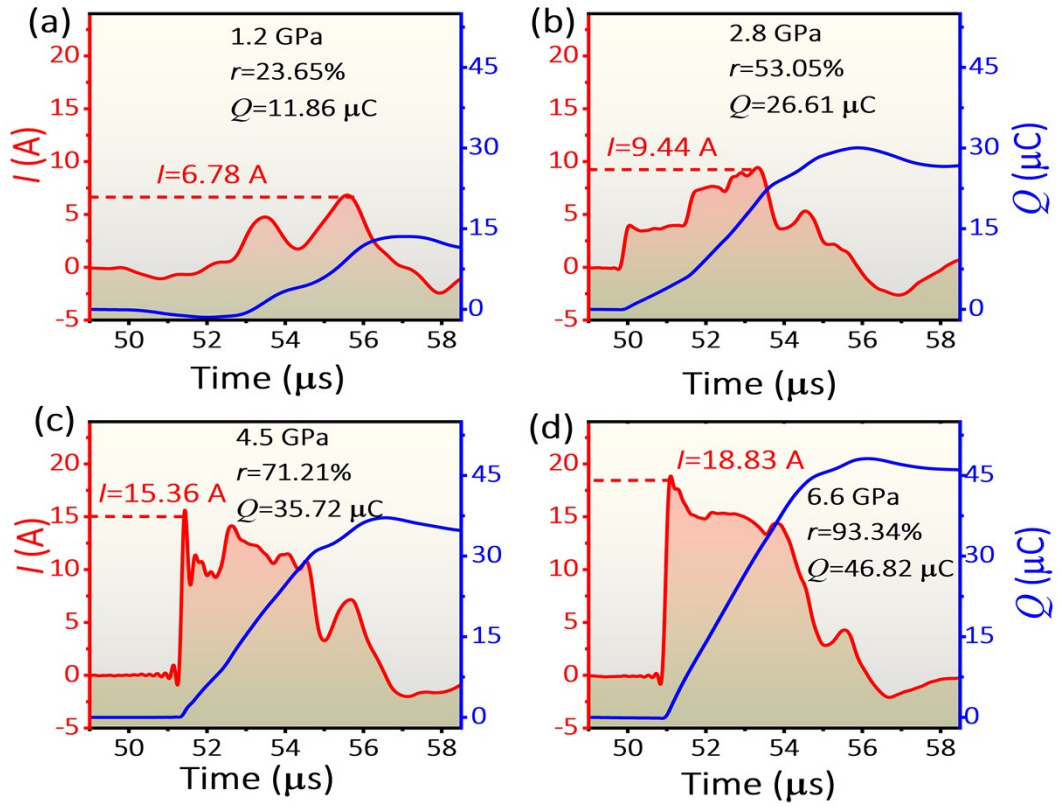 (a)
1.2 GPa
r=23.65%
Q=11.86 μC
I=6.78 A
I (A)
20
15
10
5
0
-5
45
30
15
0
50 52 54 56 58
Time (μs)
(b)
2.8 GPa
r=53.05%
Q=26.61 μC
I=9.44 A
20
15
10
5
0
-5
45
30
15
0
Q (μC)
50 52 54 56 58
Time (μs)
(c)
4.5 GPa
r=71.21%
Q=35.72 μC
I=15.36 A
I (A)
20
15
10
5
0
-5
45
30
15
0
50 52 54 56 58
Time (μs)
(d)
I=18.83 A
6.6 GPa
r=93.34%
Q=46.82 μC
20
15
10
5
0
-5
45
30
15
0
Q (μC)
50 52 54 56 58
Time (μs)